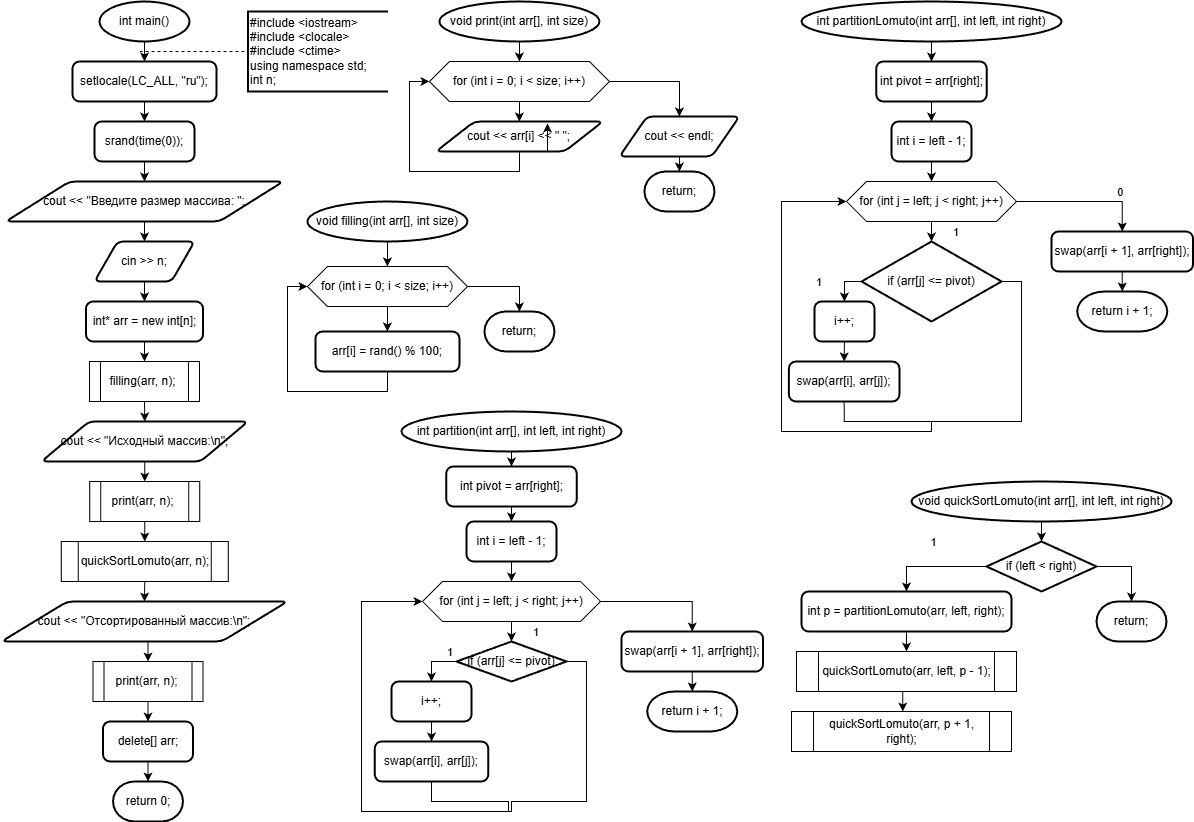 int main()
#include <iostream>
#include <clocale>
#include <ctime>
using namespace std;
int n;
setlocale(LC_ALL, "ru");
srand(time(0));
cout << "Введите размер массива: ";
cin >> n;
int* arr = new int[n];
filling(arr, n);
cout << "Исходный массив:\n";
print(arr, n);
quickSortLomuto(arr, n);
cout << "Отсортированный массив:\n";
print(arr, n);
delete[] arr;
return 0;
void print(int arr[], int size)
for (int i = 0; i < size; i++)
cout << arr[i] << " ";
cout << endl;
return;
void filling(int arr[], int size)
for (int i = 0; i < size; i++)
arr[i] = rand() % 100;
return;
int partition(int arr[], int left, int right)
int pivot = arr[right];
int i = left - 1;
for (int j = left; j < right; j++)
1
if (arr[j] <= pivot)
1
i++;
swap(arr[i], arr[j]);
swap(arr[i + 1], arr[right]);
return i + 1;
int partitionLomuto(int arr[], int left, int right)
int pivot = arr[right];
int i = left - 1;
for (int j = left; j < right; j++)
0
1
if (arr[j] <= pivot)
1
i++;
swap(arr[i], arr[j]);
swap(arr[i + 1], arr[right]);
return i + 1;
void quickSortLomuto(int arr[], int left, int right)
1
if (left < right)
int p = partitionLomuto(arr, left, right);
quickSortLomuto(arr, left, p - 1);
quickSortLomuto(arr, p + 1,
right);
return;